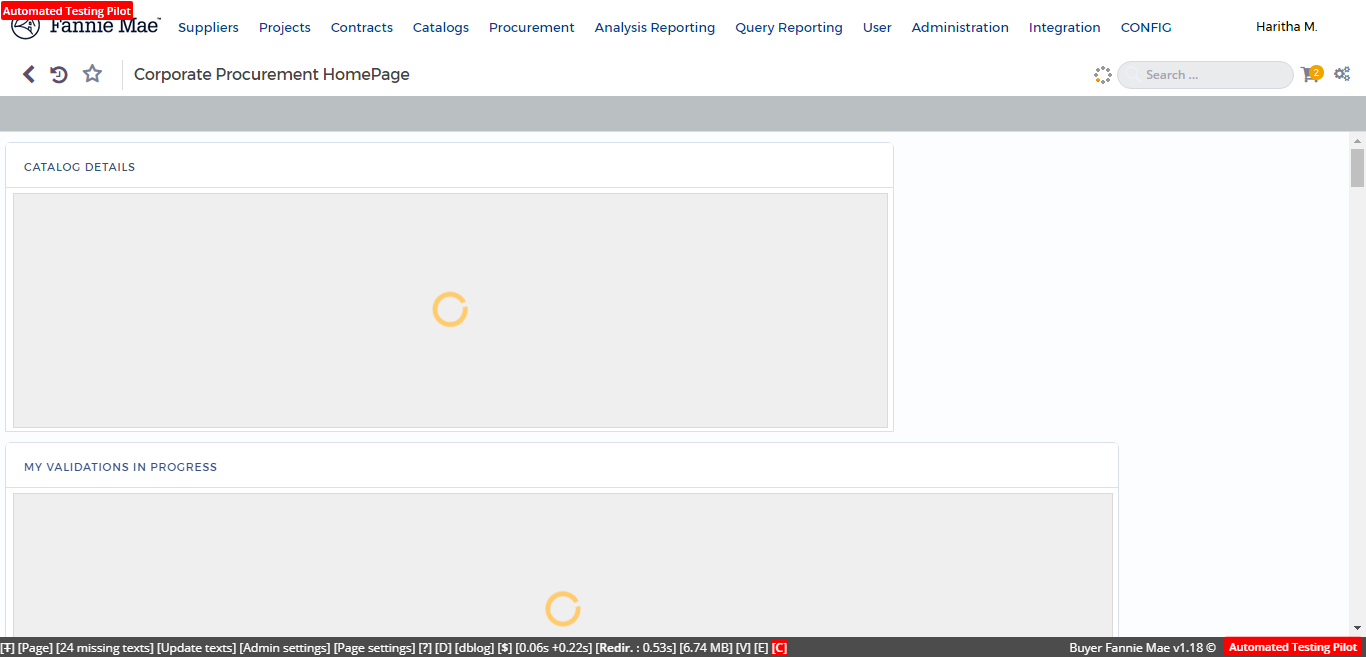 Automated Testing Pilot
Fannie Mae™ Suppliers Projects Contracts Catalogs Procurement Analysis Reporting Query Reporting User Administration Integration CONFIG Haritha M.
Corporate Procurement HomePage Search ... 2
CATALOG DETAILS
MY VALIDATIONS IN PROGRESS
[T] [Page] [24 missing texts] [Update texts] [Admin settings] [Page settings] [?] [D] [dblog] [$] [0.06s +0.22s] [Redir. : 0.53s] [6.74 MB] [V] [E] [C] Buyer Fannie Mae v1.18 © Automated Testing Pilot